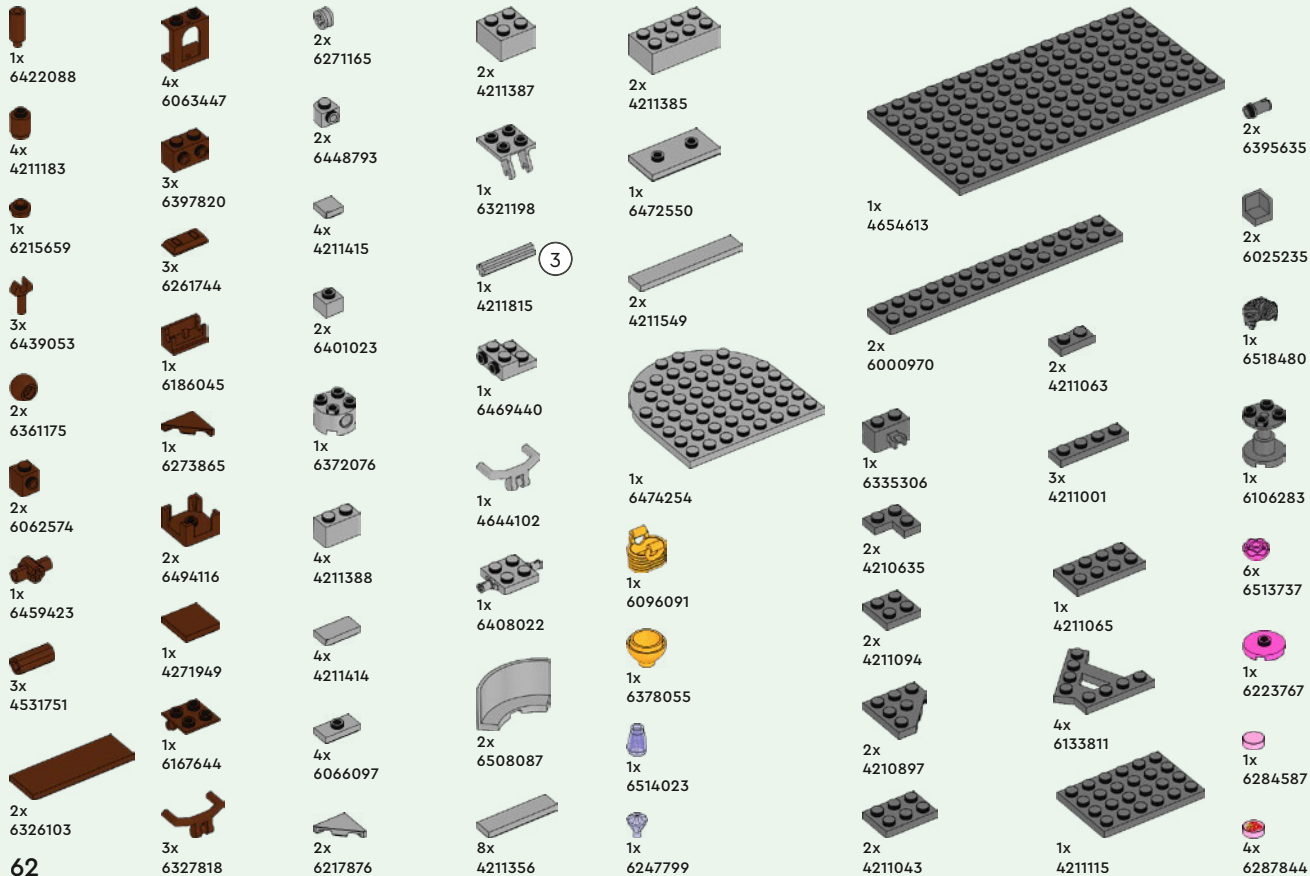 1x
6422088
4x
4211183
1x
6215659
3x
6439053
2x
6361175
2x
6062574
1x
6459423
3x
4531751
2x
6326103
4x
6063447
3x
6397820
3x
6261744
1x
6186045
1x
6273865
2x
6494116
1x
4271949
1x
6167644
3x
6327818
2x
6271165
2x
6448793
4x
4211415
2x
6401023
1x
6372076
4x
4211388
4x
4211414
4x
6066097
2x
6217876
2x
4211387
1x
6321198
3
1x
4211815
1x
6469440
1x
4644102
1x
6408022
2x
6508087
8x
4211356
2x
4211385
1x
6472550
2x
4211549
1x
6474254
1x
6096091
1x
6378055
1x
6514023
1x
6247799
1x
4654613
2x
6000970
1x
6335306
2x
4210635
2x
4211094
2x
4210897
2x
4211043
2x
4211063
3x
4211001
1x
4211065
4x
6133811
1x
4211115
2x
6395635
2x
6025235
1x
6518480
1x
6106283
6x
6513737
1x
6223767
1x
6284587
4x
6287844
62